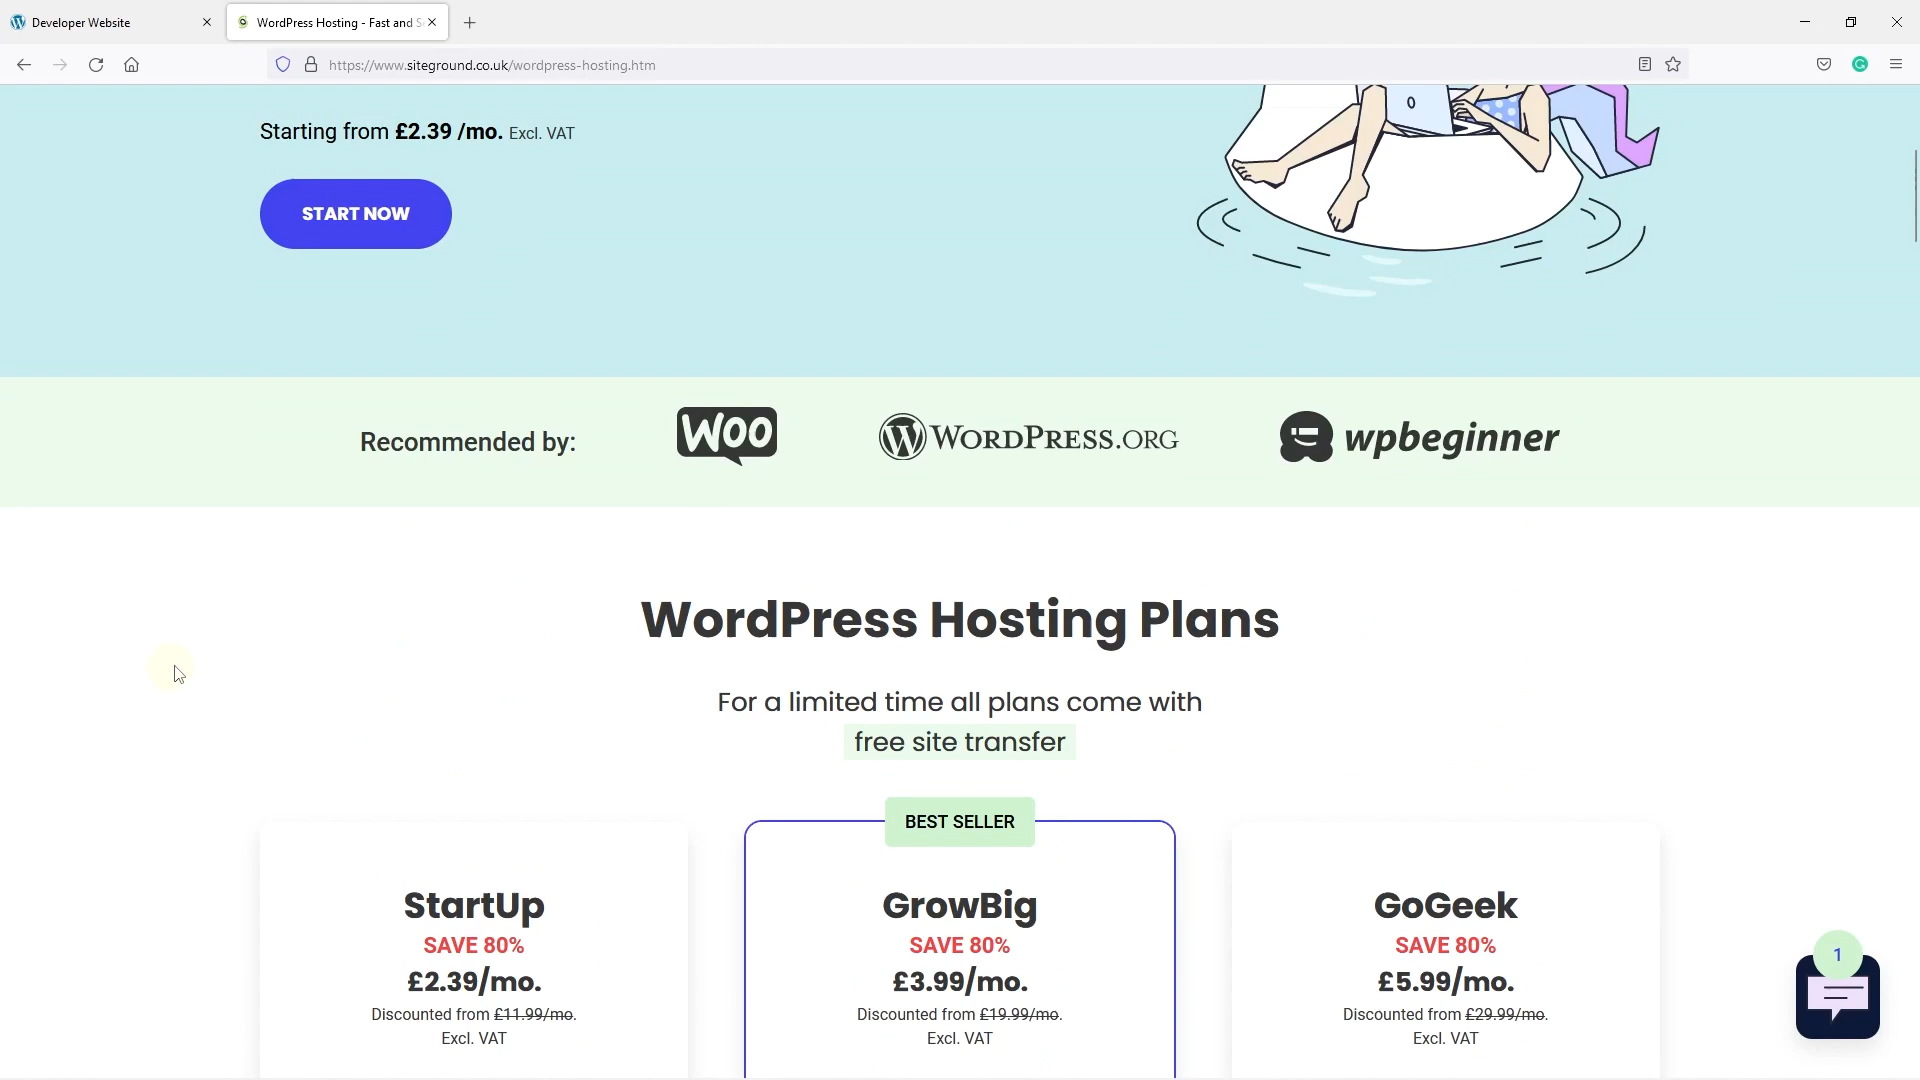 Developer Website
WordPress Hosting - Fast and S
https://www.siteground.co.uk/wordpress-hosting.htm
Starting from £2.39 /mo. Excl. VAT
START NOW
Recommended by:
WOO
WORDPRESS.ORG
wpbeginner
WordPress Hosting Plans
For a limited time all plans come with
free site transfer
BEST SELLER
StartUp
SAVE 80%
£2.39/mo.
Discounted from £11.99/mo.
Excl. VAT
GrowBig
SAVE 80%
£3.99/mo.
Discounted from £19.99/mo.
Excl. VAT
GoGeek
SAVE 80%
£5.99/mo.
Discounted from £29.99/mo.
Excl. VAT
1